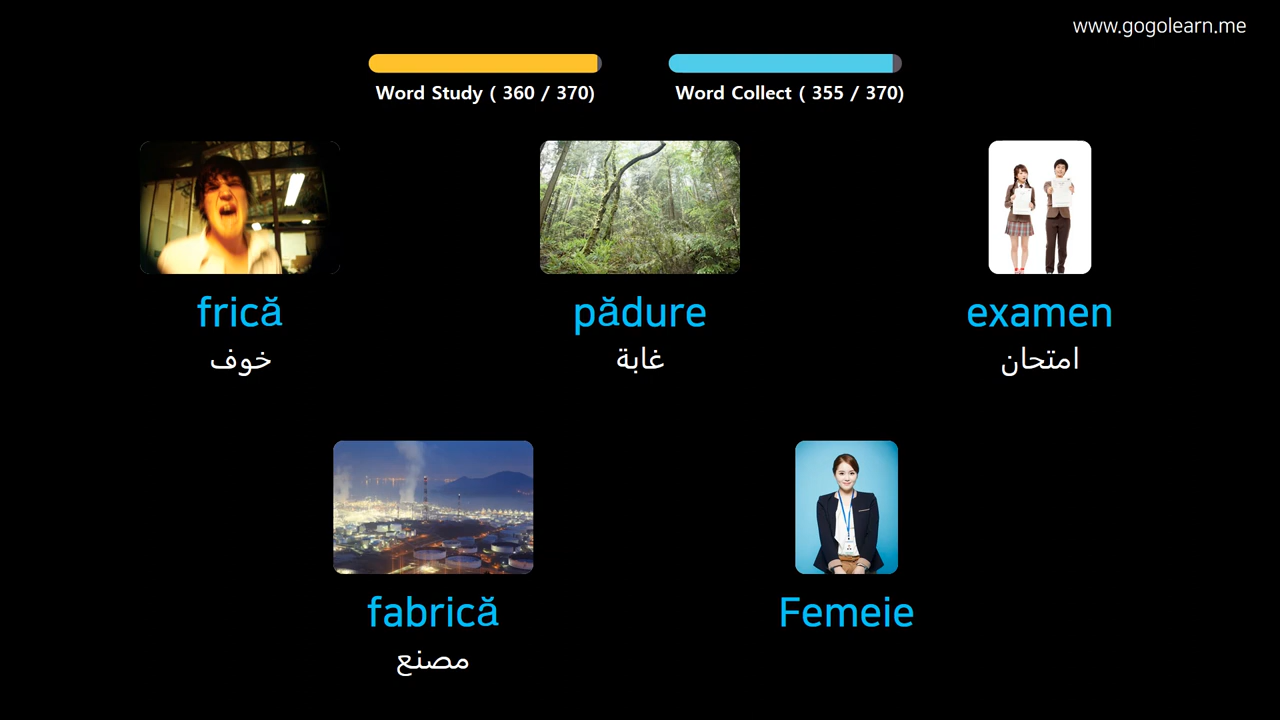 www.gogolearn.me
Word Study ( 360 / 370)
Word Collect ( 355 / 370)
frică
خوف
pădure
غابة
examen
امتحان
fabrică
مصنع
Femeie